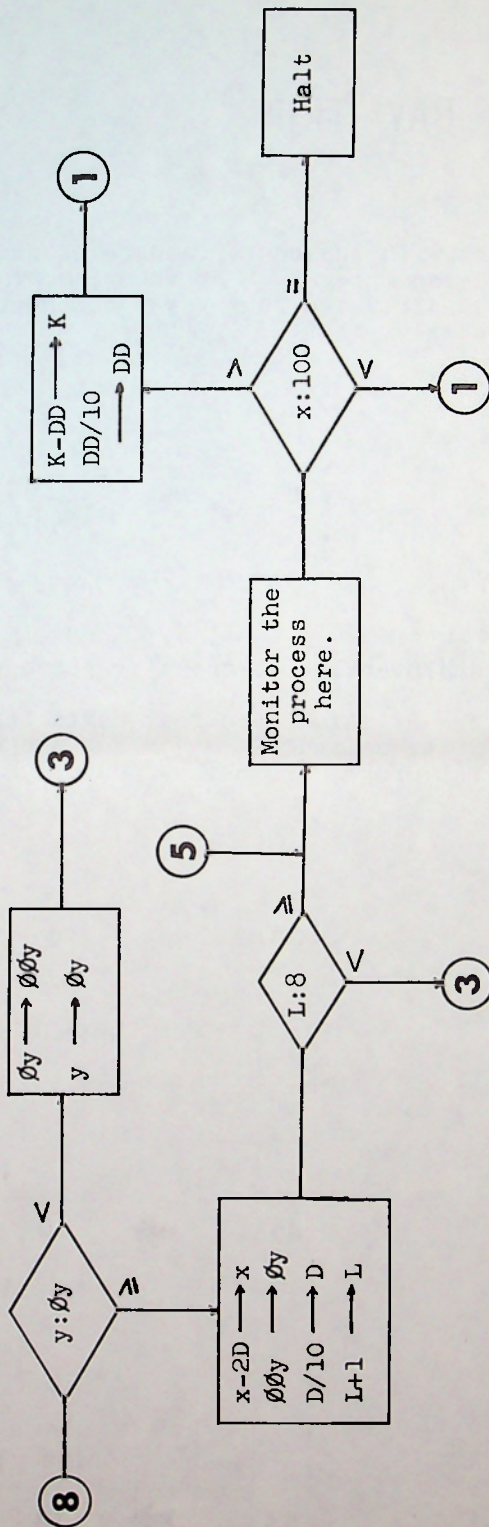 8
y:Øy
<
≥
Øy ⟶ ØØy
y ⟶ Øy
3
x-2D ⟶ x
ØØy ⟶ Øy
D/10 ⟶ D
L+1 ⟶ L
L:8
≥
<
3
5
Monitor the
process
here.
x:100
>
=
<
K-DD ⟶ K
DD/10
⟶ DD
1
Halt
1